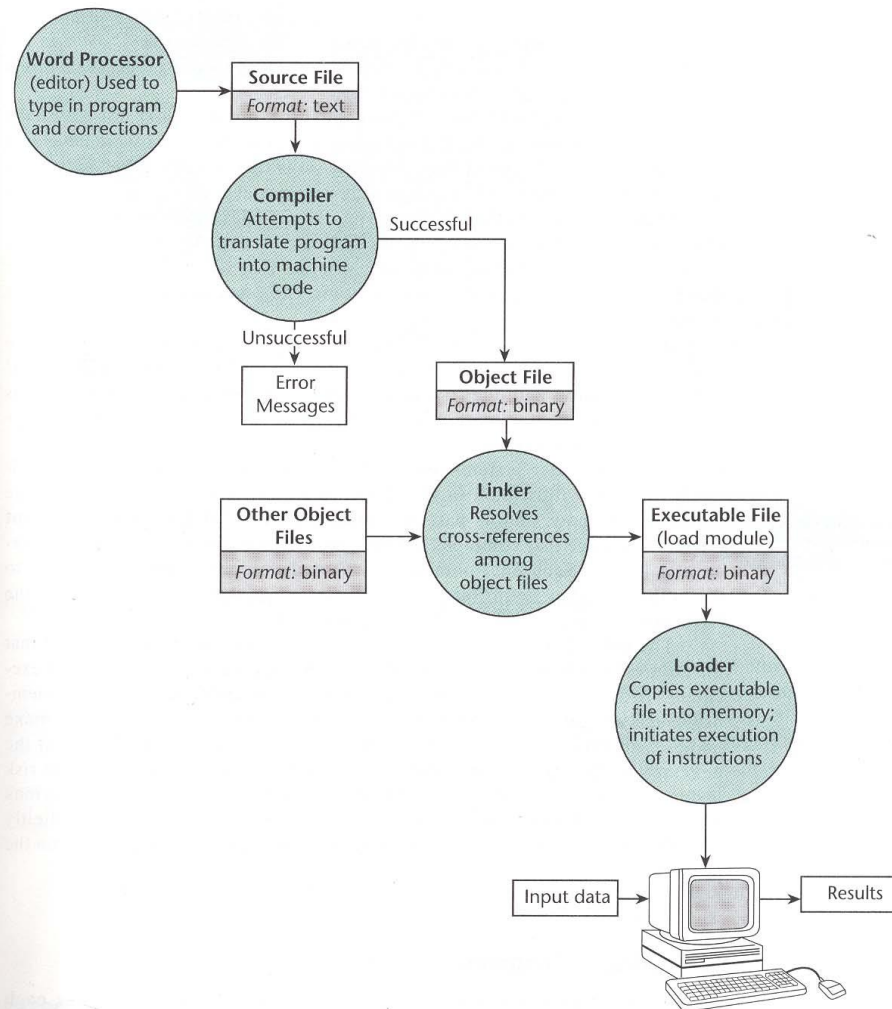 Word Processor
(editor) Used to
type in program
and corrections
Source File
Format: text
Compiler
Attempts to
translate program
into machine
code
Successful
Unsuccessful
Error
Messages
Object File
Format: binary
Other Object
Files
Format: binary
Linker
Resolves
cross-references
among
object files
Executable File
(load module)
Format: binary
Loader
Copies executable
file into memory;
initiates execution
of instructions
Input data
Results